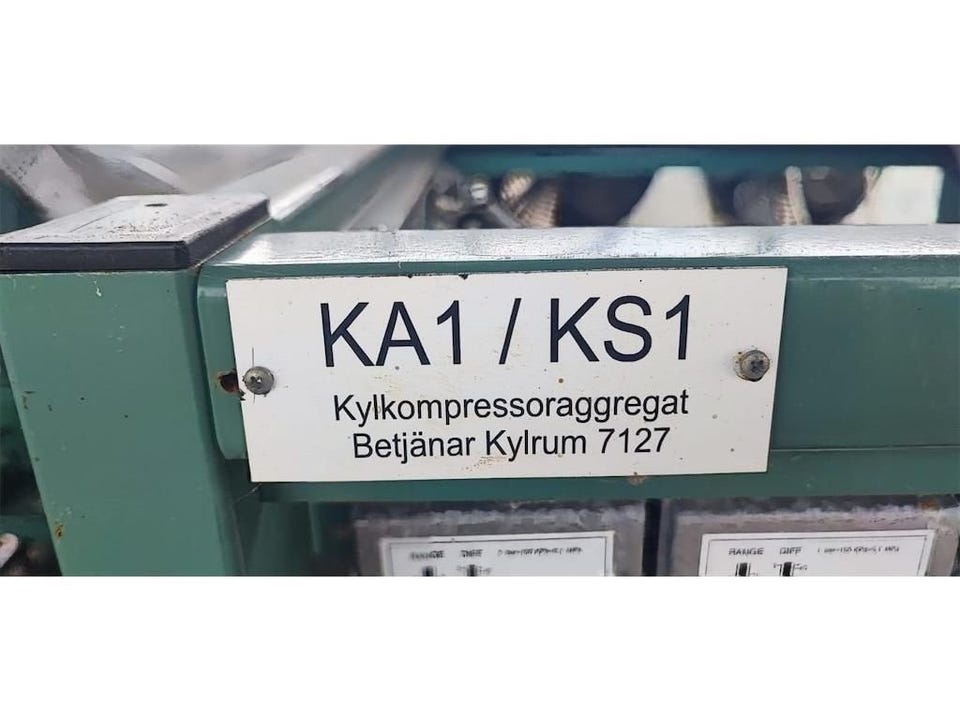 KA1 / KS1
Kylkompressoraggregat
Betjänar Kylrum 7127
RANGE DIFF
RANGE DIFF